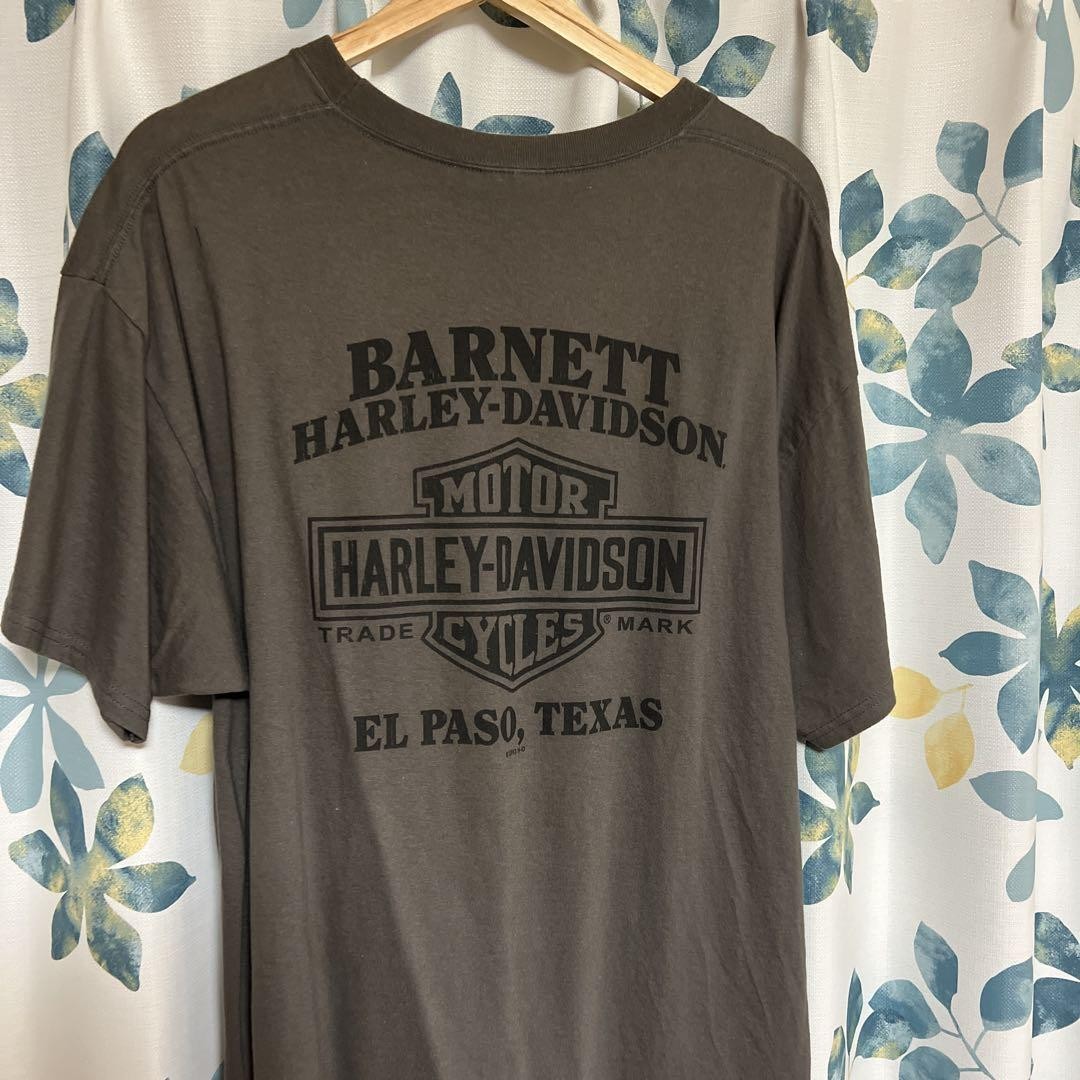 BARNETT
HARLEY-DAVIDSON
MOTOR
HARLEY-DAVIDSON
TRADE CYCLES ® MARK
EL PASO, TEXAS